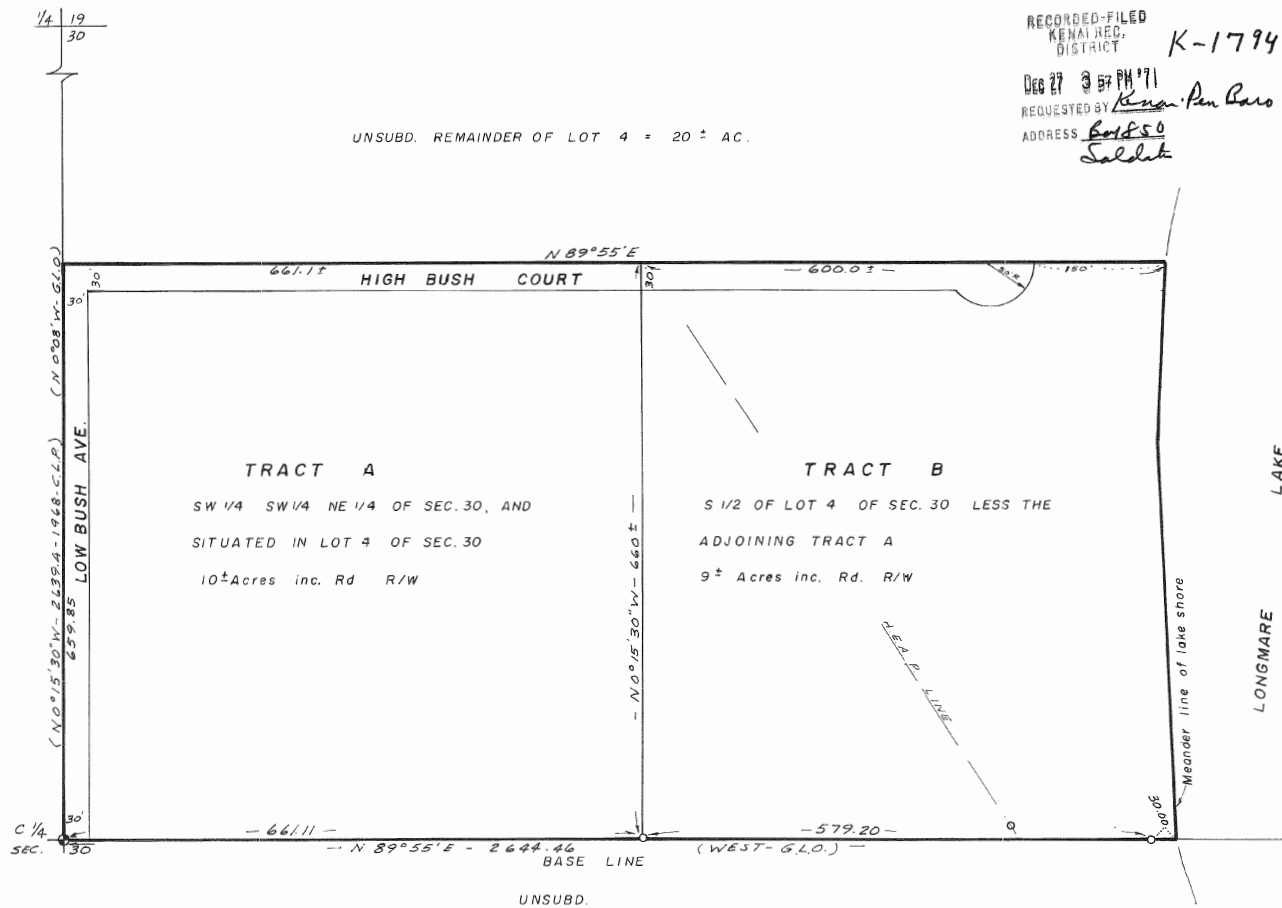 1/4 19
30
RECORDED-FILED
KENAI REC.
DISTRICT
K-1794
DEC 27 3 57 PM '71
REQUESTED BY Kenai Pen Boro
ADDRESS Box 850
Soldotn
UNSUBD. REMAINDER OF LOT 4 = 20 ± AC.
N 89°55'E
661.1±
HIGH BUSH COURT
600.0 ±
50' R
150'
30
30'
30'
(N 0°08'W - G.L.O)
(N 0°15'30"W - 2639.4 - 1968 - C.L.P.)
659.85
LOW BUSH AVE.
TRACT A
SW 1/4 SW 1/4 NE 1/4 OF SEC. 30, AND
SITUATED IN LOT 4 OF SEC. 30
10± Acres inc. Rd R/W
- N 0°15'30"W - 660± -
TRACT B
S 1/2 OF LOT 4 OF SEC. 30 LESS THE
ADJOINING TRACT A
9± Acres inc. Rd. R/W
H.E.A.P. LINE
Meander line of lake shore
LONGMARE LAKE
30'
30.00'
C 1/4
SEC. 30
- 661.11 -
- 579.20 -
- N 89°55'E - 2644.46 (WEST - G.L.O.) -
BASE LINE
UNSUBD.